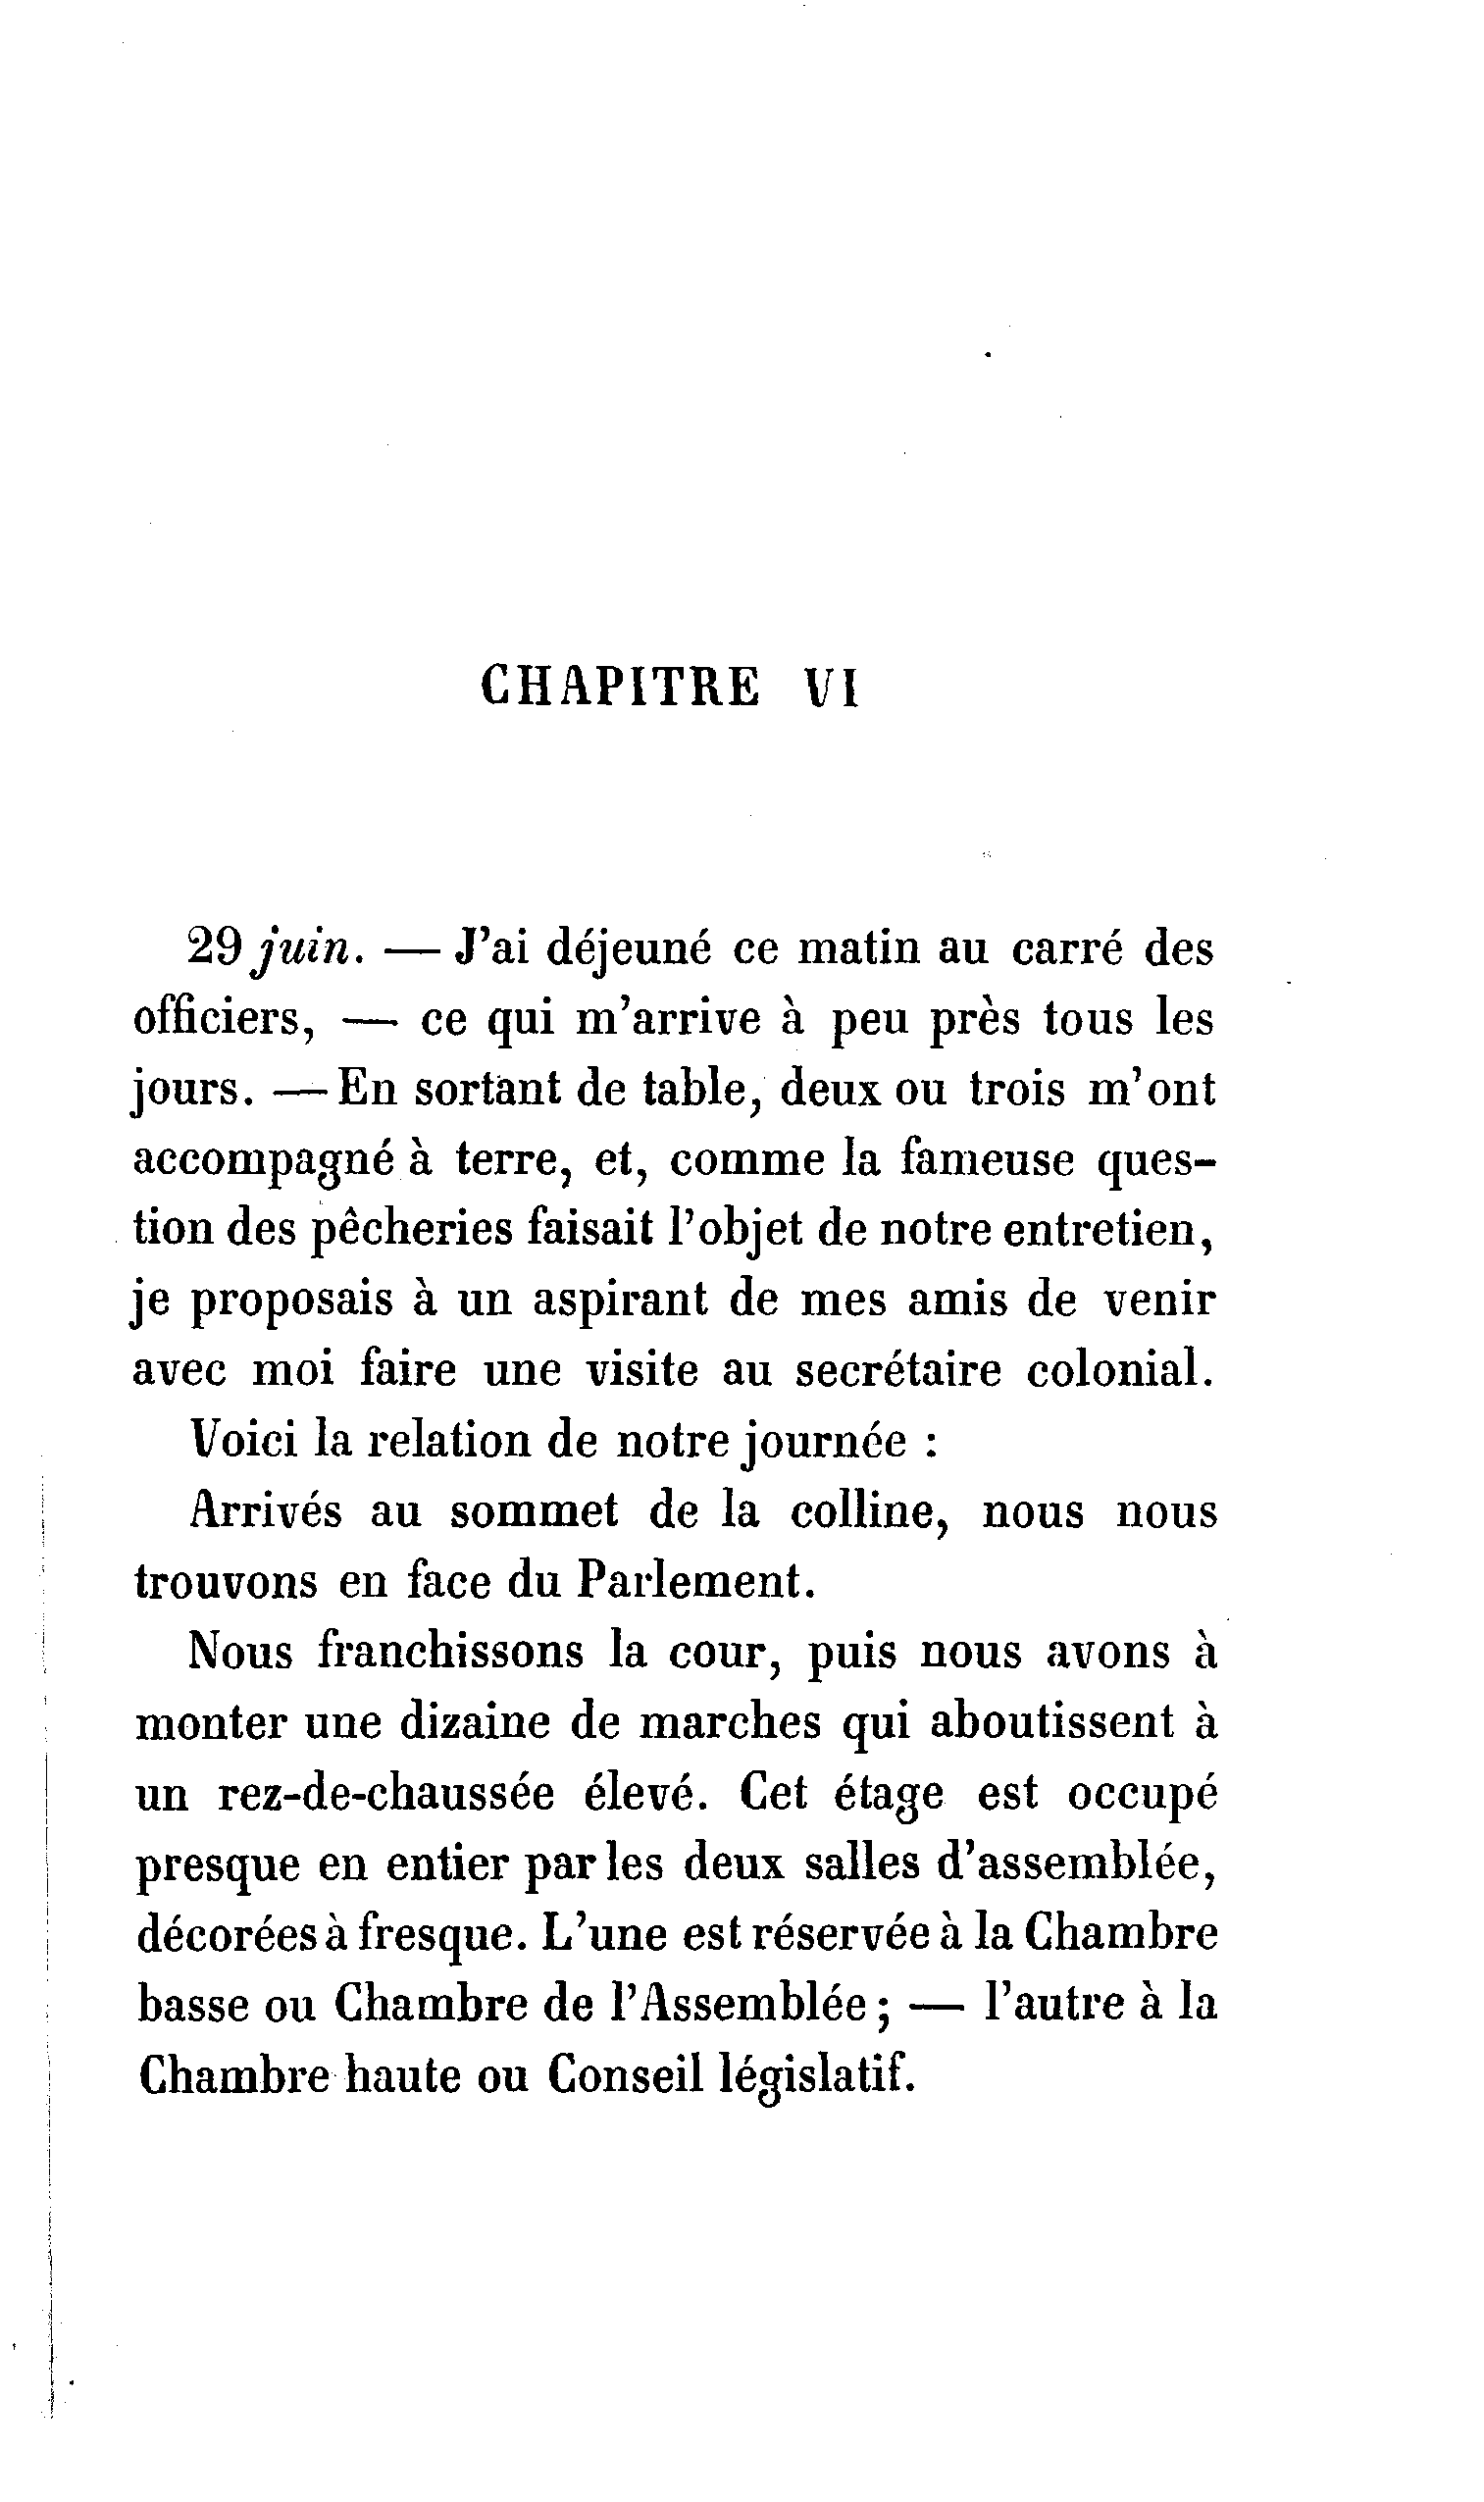 CHAPITRE VI
29 juin. — J'ai déjeuné ce matin au carré des
officiers, — ce qui m'arrive à peu près tous les
jours. — En sortant de table, deux ou trois m'ont
accompagné à terre, et, comme la fameuse ques-
tion des pêcheries faisait l'objet de notre entretien,
je proposais à un aspirant de mes amis de venir
avec moi faire une visite au secrétaire colonial.
Voici la relation de notre journée :
Arrivés au sommet de la colline, nous nous
trouvons en face du Parlement.
Nous franchissons la cour, puis nous avons à
monter une dizaine de marches qui aboutissent à
un rez-de-chaussée élevé. Cet étage est occupé
presque en entier par les deux salles d'assemblée,
décorées à fresque. L'une est réservée à la Chambre
basse ou Chambre de l'Assemblée ; — l'autre à la
Chambre haute ou Conseil législatif.